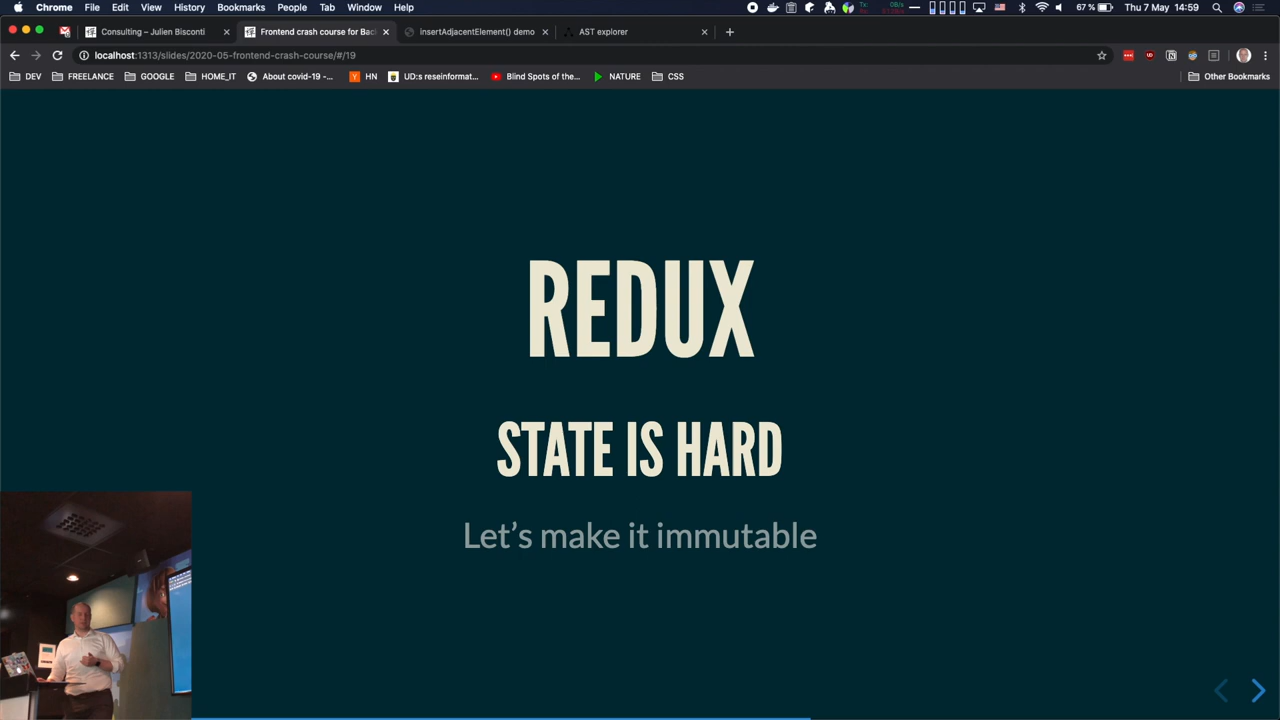 Chrome File Edit View History Bookmarks People Tab Window Help 67 % Thu 7 May 14:59
Consulting – Julien Bisconti Frontend crash course for Bac insertAdjacentElement() demo AST explorer
localhost:1313/slides/2020-05-frontend-crash-course/#/19
DEV FREELANCE GOOGLE HOME_IT About covid-19 -... HN UD:s reseinformat... Blind Spots of the... NATURE CSS Other Bookmarks
REDUX
STATE IS HARD
Let's make it immutable